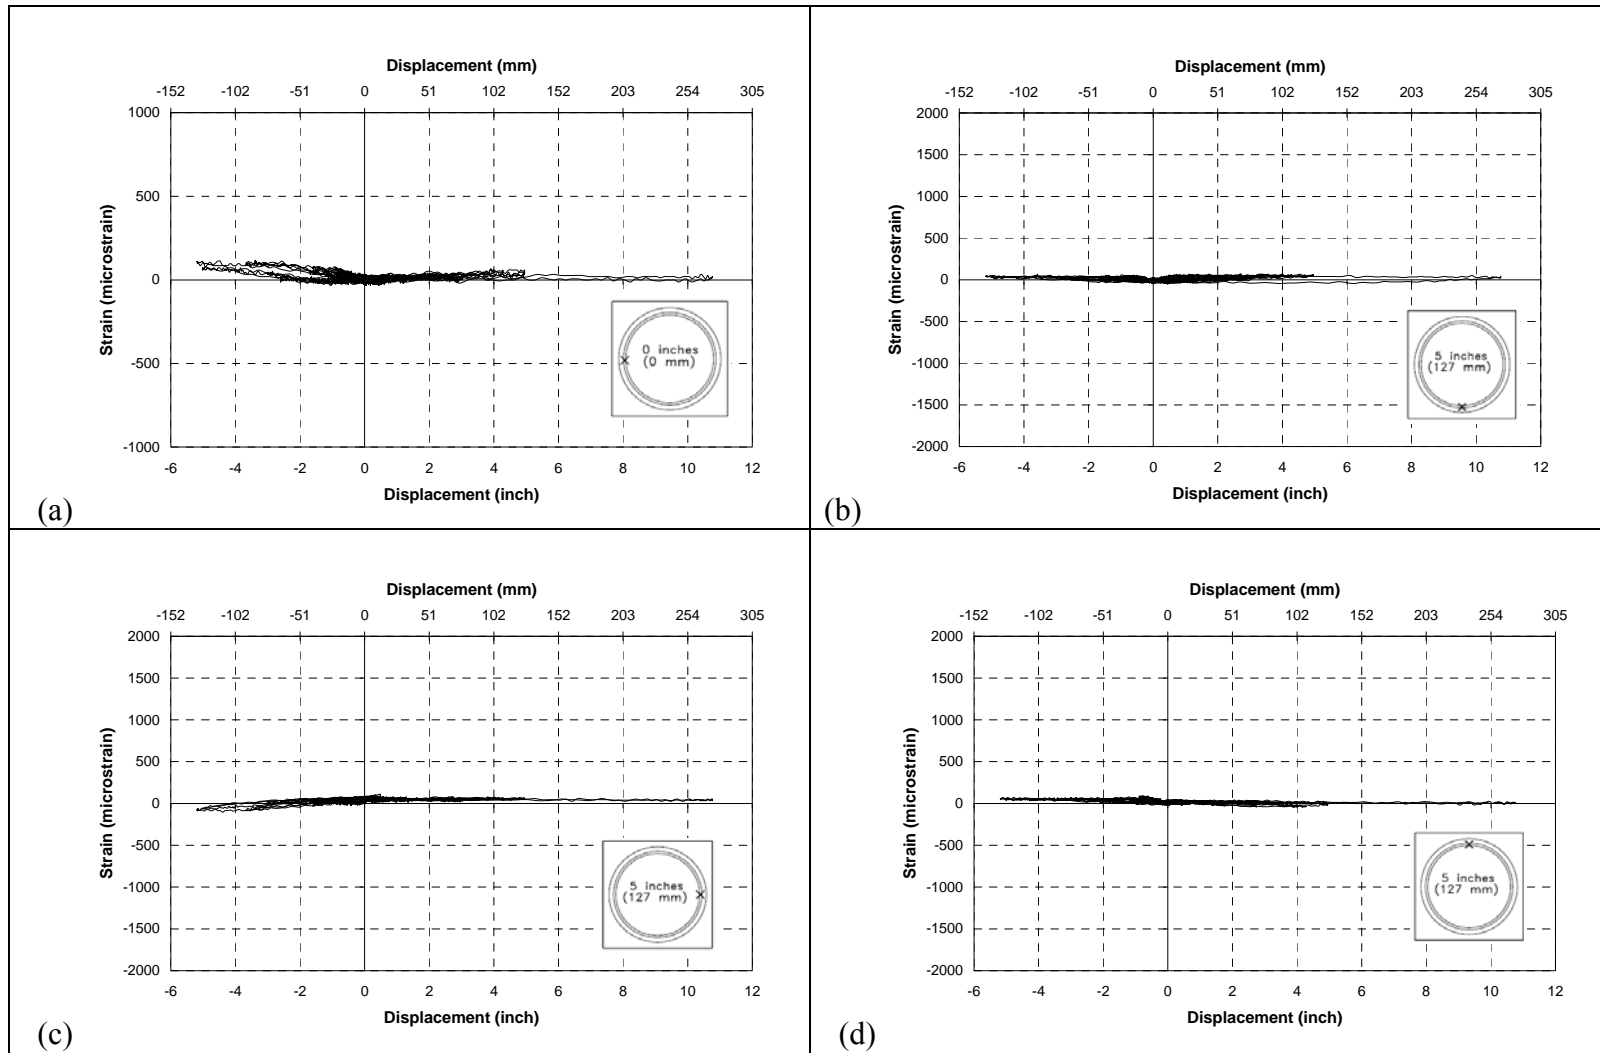 Displacement (mm)
-152 -102 -51 0 51 102 152 203 254 305
1000
500
0
-500
-1000
Strain (microstrain)
0 inches
(0 mm)
-6 -4 -2 0 2 4 6 8 10 12
Displacement (inch)
(a)
Displacement (mm)
-152 -102 -51 0 51 102 152 203 254 305
2000
1500
1000
500
0
-500
-1000
-1500
-2000
Strain (microstrain)
5 inches
(127 mm)
-6 -4 -2 0 2 4 6 8 10 12
Displacement (inch)
(b)
Displacement (mm)
-152 -102 -51 0 51 102 152 203 254 305
2000
1500
1000
500
0
-500
-1000
-1500
-2000
Strain (microstrain)
5 inches
(127 mm)
-6 -4 -2 0 2 4 6 8 10 12
Displacement (inch)
(c)
Displacement (mm)
-152 -102 -51 0 51 102 152 203 254 305
2000
1500
1000
500
0
-500
-1000
-1500
-2000
Strain (microstrain)
5 inches
(127 mm)
-6 -4 -2 0 2 4 6 8 10 12
Displacement (inch)
(d)